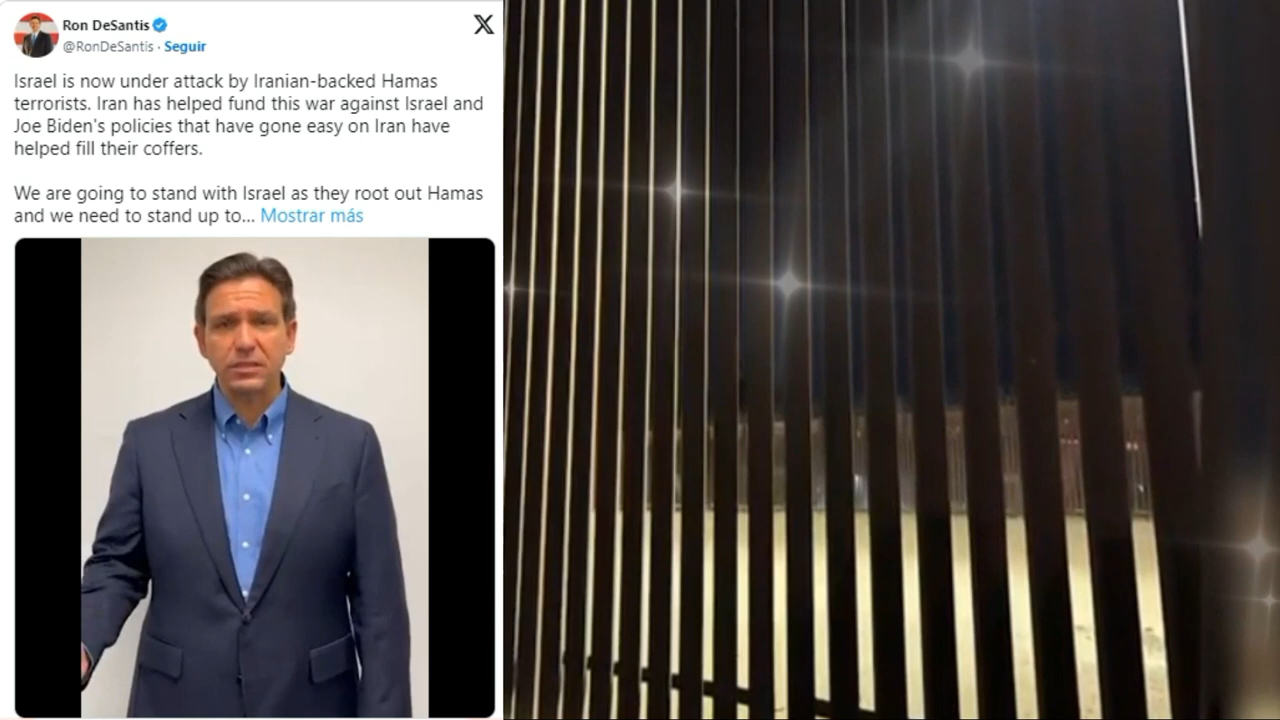 Ron DeSantis
@RonDeSantis · Seguir
Israel is now under attack by Iranian-backed Hamas
terrorists. Iran has helped fund this war against Israel and
Joe Biden's policies that have gone easy on Iran have
helped fill their coffers.
We are going to stand with Israel as they root out Hamas
and we need to stand up to... Mostrar más